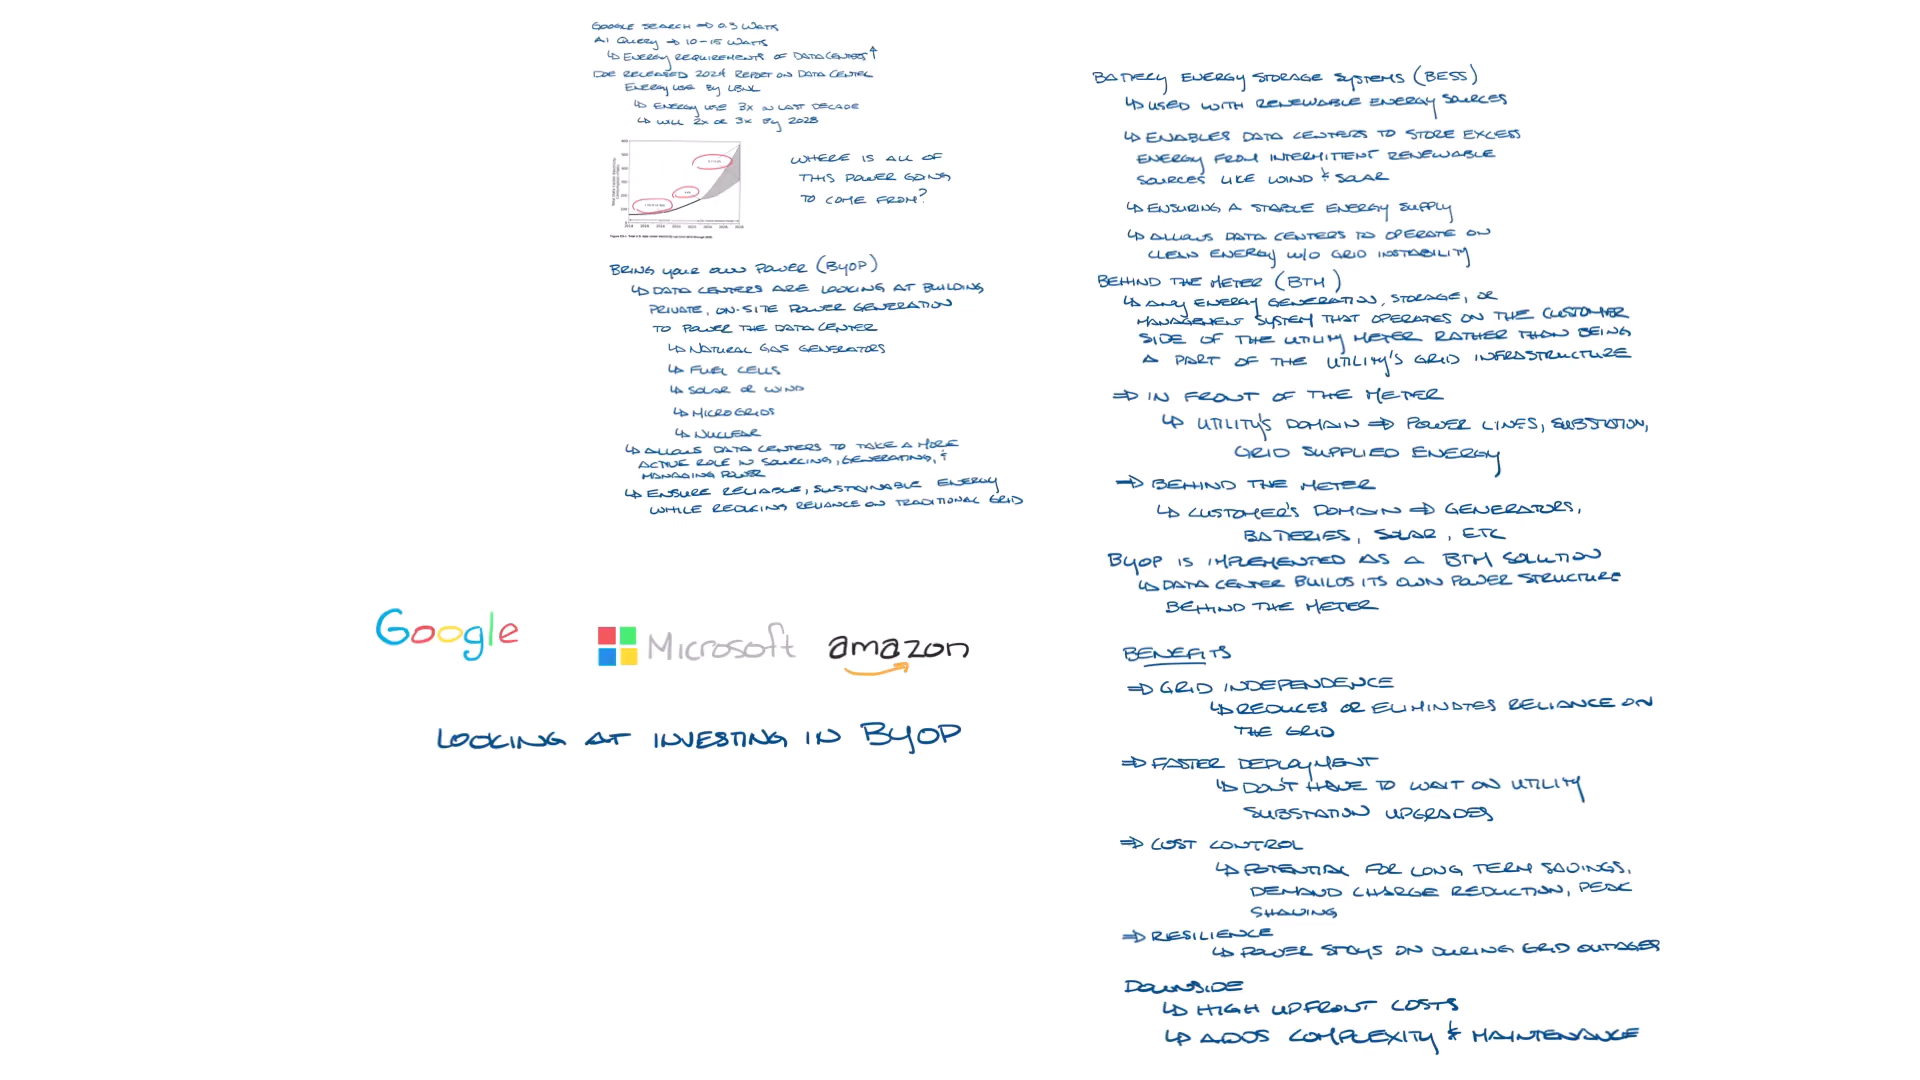 GOOGLE SEARCH ⇒ 0.3 WATTS
AI QUERY ⇒ 10-15 WATTS
↳ ENERGY REQUIREMENTS OF DATA CENTERS ↑
DOE RELEASED 2024 REPORT ON DATA CENTER
ENERGY USE BY LBNL
↳ ENERGY USE 3x IN LAST DECADE
↳ WILL 2x OR 3x BY 2028
WHERE IS ALL OF
THIS POWER GOING
TO COME FROM?
BRING YOUR OWN POWER (BYOP)
↳ DATA CENTERS ARE LOOKING AT BUILDING
PRIVATE, ON-SITE POWER GENERATION
TO POWER THE DATA CENTER
↳ NATURAL GAS GENERATORS
↳ FUEL CELLS
↳ SOLAR OR WIND
↳ MICROGRIDS
↳ NUCLEAR
↳ ALLOWS DATA CENTERS TO TAKE A MORE
ACTIVE ROLE IN SOURCING, GENERATING, &
MANAGING POWER
↳ ENSURE RELIABLE, SUSTAINABLE ENERGY
WHILE REDUCING RELIANCE ON TRADITIONAL GRID
Google
Microsoft
amazon
LOOKING AT INVESTING IN BYOP
BATTERY ENERGY STORAGE SYSTEMS (BESS)
↳ USED WITH RENEWABLE ENERGY SOURCES
↳ ENABLES DATA CENTERS TO STORE EXCESS
ENERGY FROM INTERMITTENT RENEWABLE
SOURCES LIKE WIND & SOLAR
↳ ENSURING A STABLE ENERGY SUPPLY
↳ ALLOWS DATA CENTERS TO OPERATE ON
CLEAN ENERGY W/O GRID INSTABILITY
BEHIND THE METER (BTM)
↳ ANY ENERGY GENERATION, STORAGE, OR
MANAGEMENT SYSTEM THAT OPERATES ON THE CUSTOMER
SIDE OF THE UTILITY METER RATHER THAN BEING
A PART OF THE UTILITY'S GRID INFRASTRUCTURE
⇒ IN FRONT OF THE METER
↳ UTILITY'S DOMAIN ⇒ POWER LINES, SUBSTATION,
GRID SUPPLIED ENERGY
⇒ BEHIND THE METER
↳ CUSTOMER'S DOMAIN ⇒ GENERATORS,
BATTERIES, SOLAR, ETC
BYOP IS IMPLEMENTED AS A BTM SOLUTION
↳ DATA CENTER BUILDS ITS OWN POWER STRUCTURE
BEHIND THE METER
BENEFITS
⇒ GRID INDEPENDENCE
↳ REDUCES OR ELIMINATES RELIANCE ON
THE GRID
⇒ FASTER DEPLOYMENT
↳ DON'T HAVE TO WAIT ON UTILITY
SUBSTATION UPGRADES
⇒ COST CONTROL
↳ POTENTIAL FOR LONG TERM SAVINGS,
DEMAND CHARGE REDUCTION, PEAK
SHAVING
⇒ RESILIENCE
↳ POWER STAYS ON DURING GRID OUTAGES
DOWNSIDE
↳ HIGH UPFRONT COSTS
↳ ADDS COMPLEXITY & MAINTENANCE